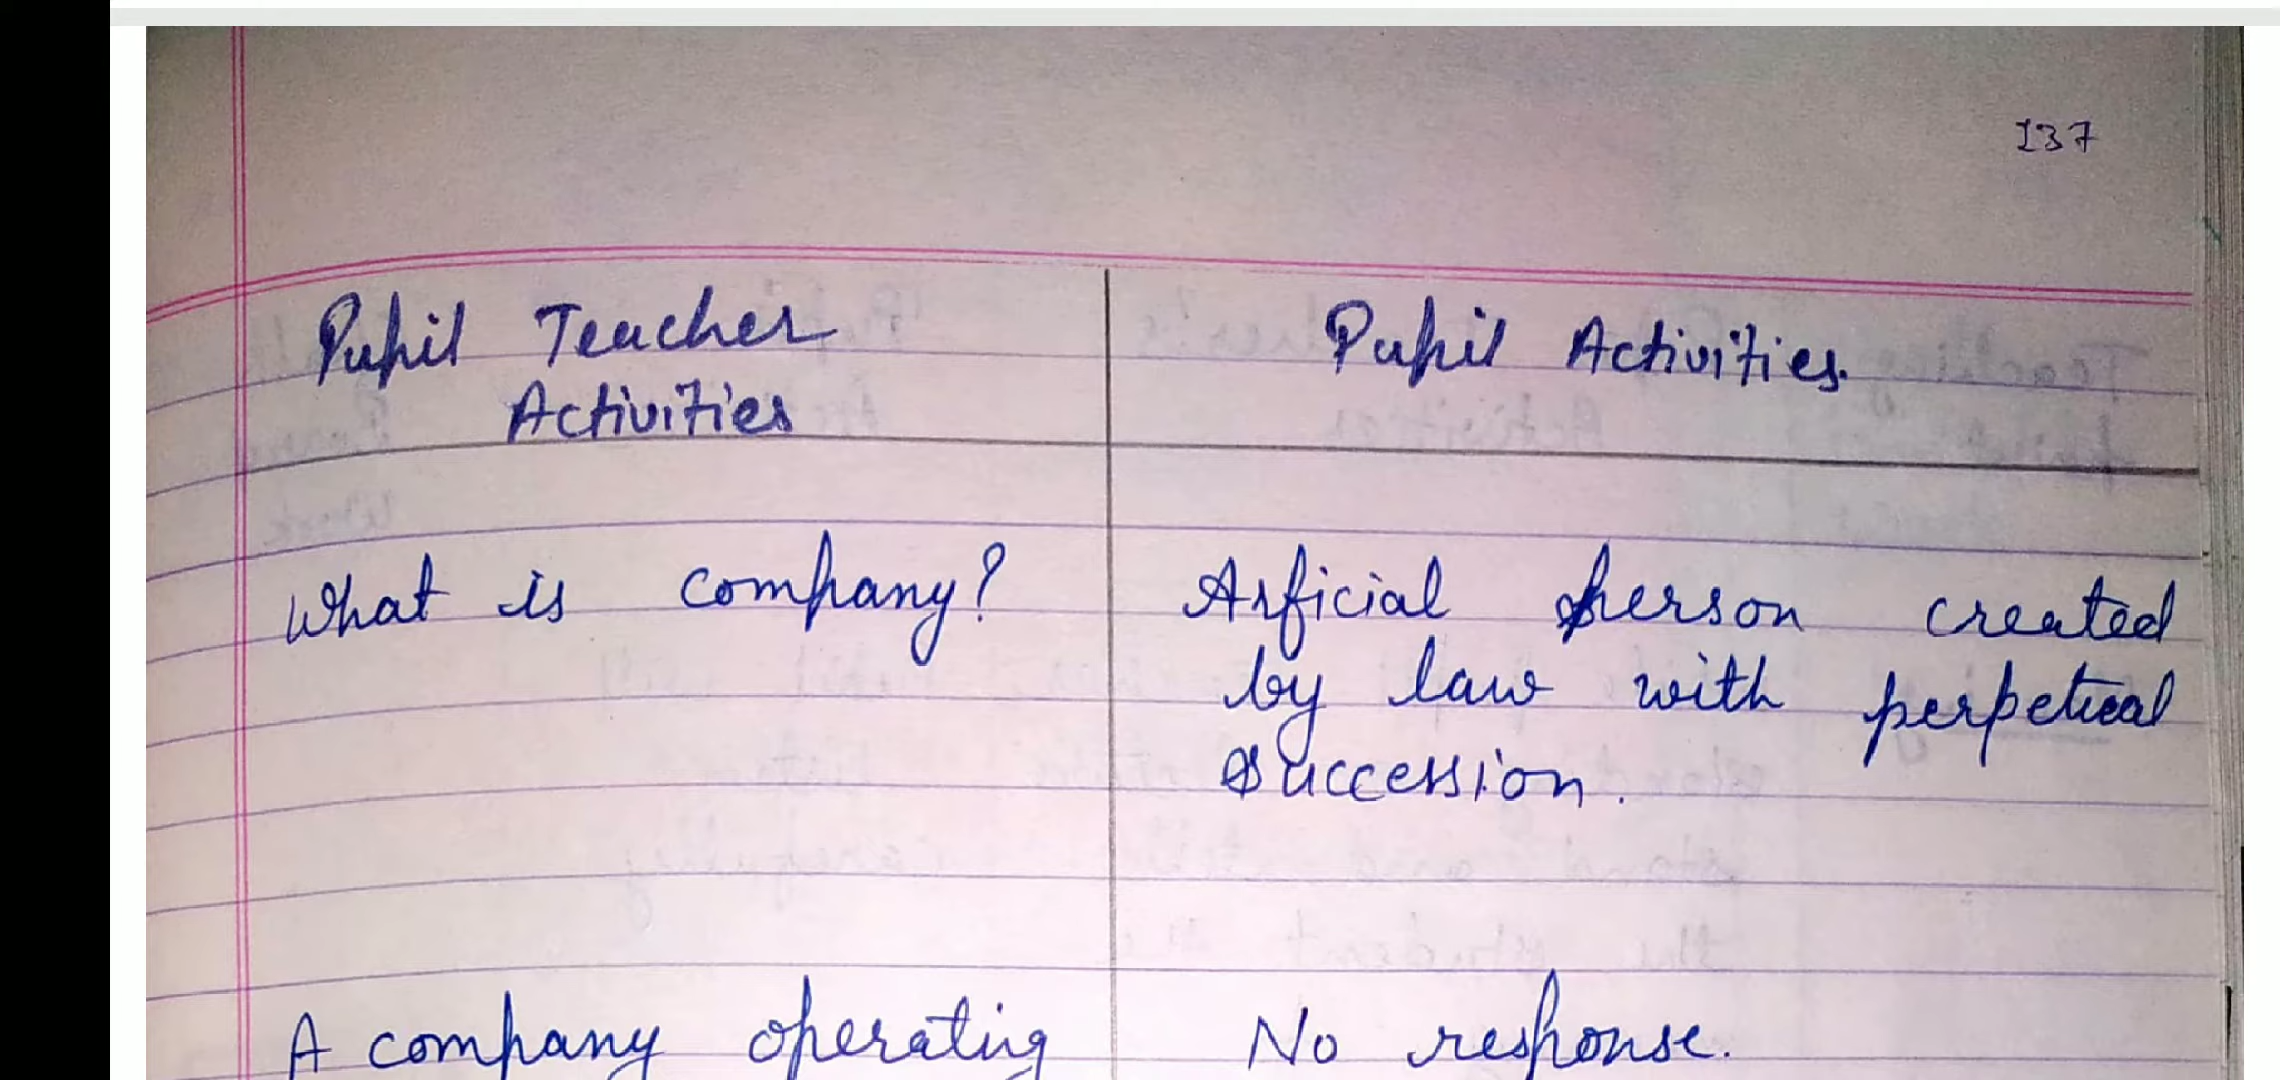 137
Pupil Teacher
Activities
Pupil Activities.
What is company?
Arficial person created
by law with perpetual
Succession.
A company operating
No response.